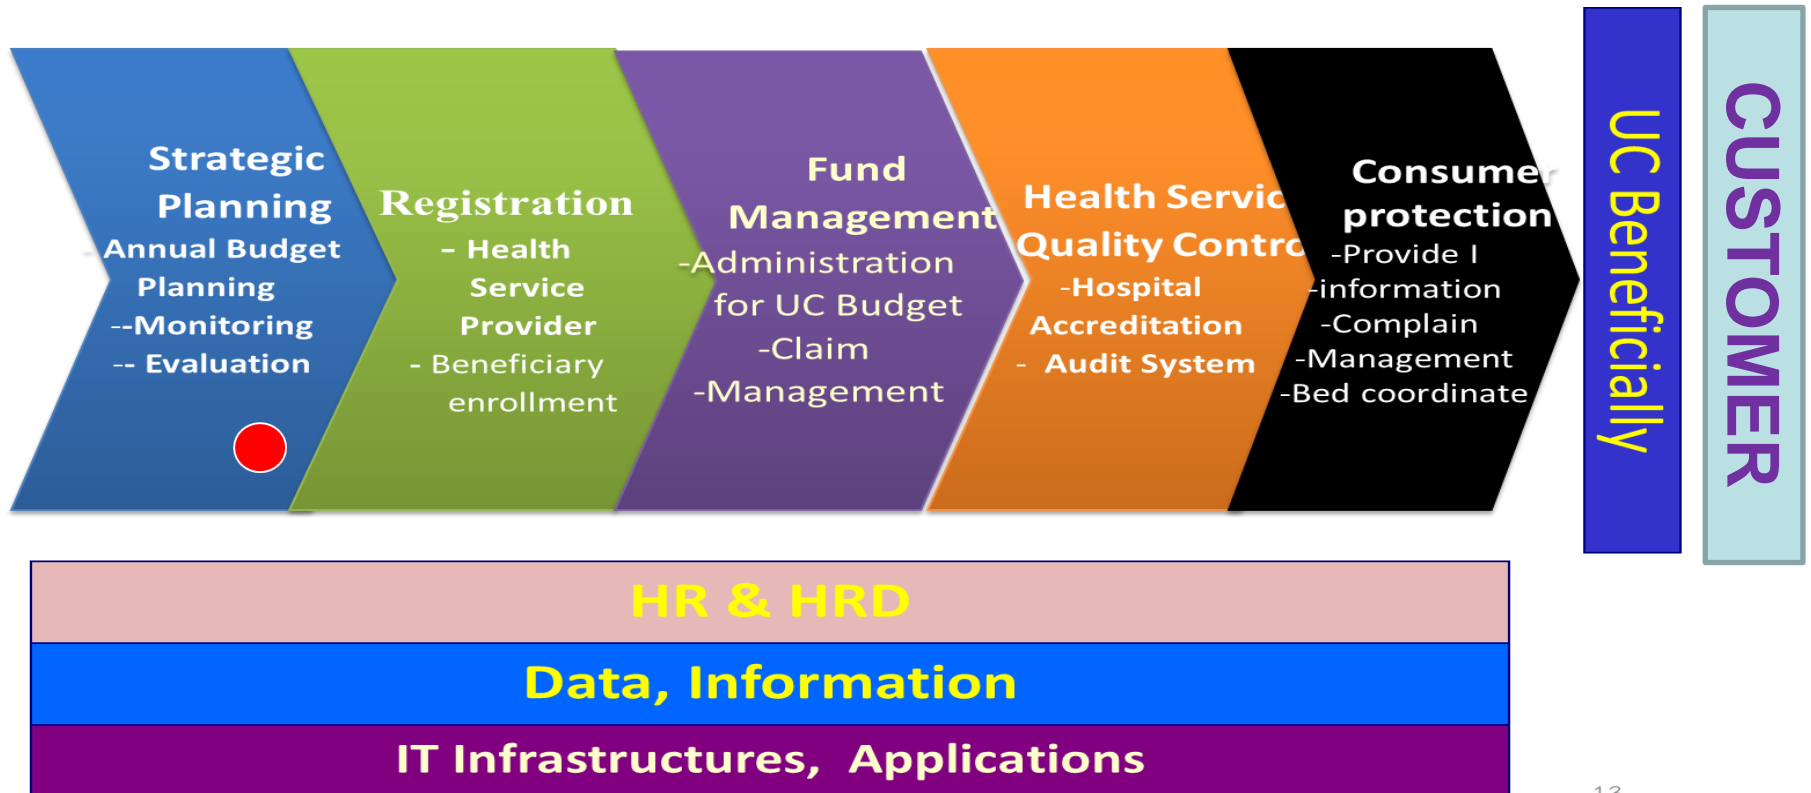 Strategic
Planning
- Annual Budget
Planning
--Monitoring
-- Evaluation
Registration
- Health
Service
Provider
- Beneficiary
enrollment
Fund
Management
-Administration
for UC Budget
-Claim
-Management
Health Servic
Quality Contro
-Hospital
Accreditation
- Audit System
Consumer
protection
-Provide I
-information
-Complain
-Management
-Bed coordinate
UC Beneficially
CUSTOMER
HR & HRD
Data, Information
IT Infrastructures, Applications